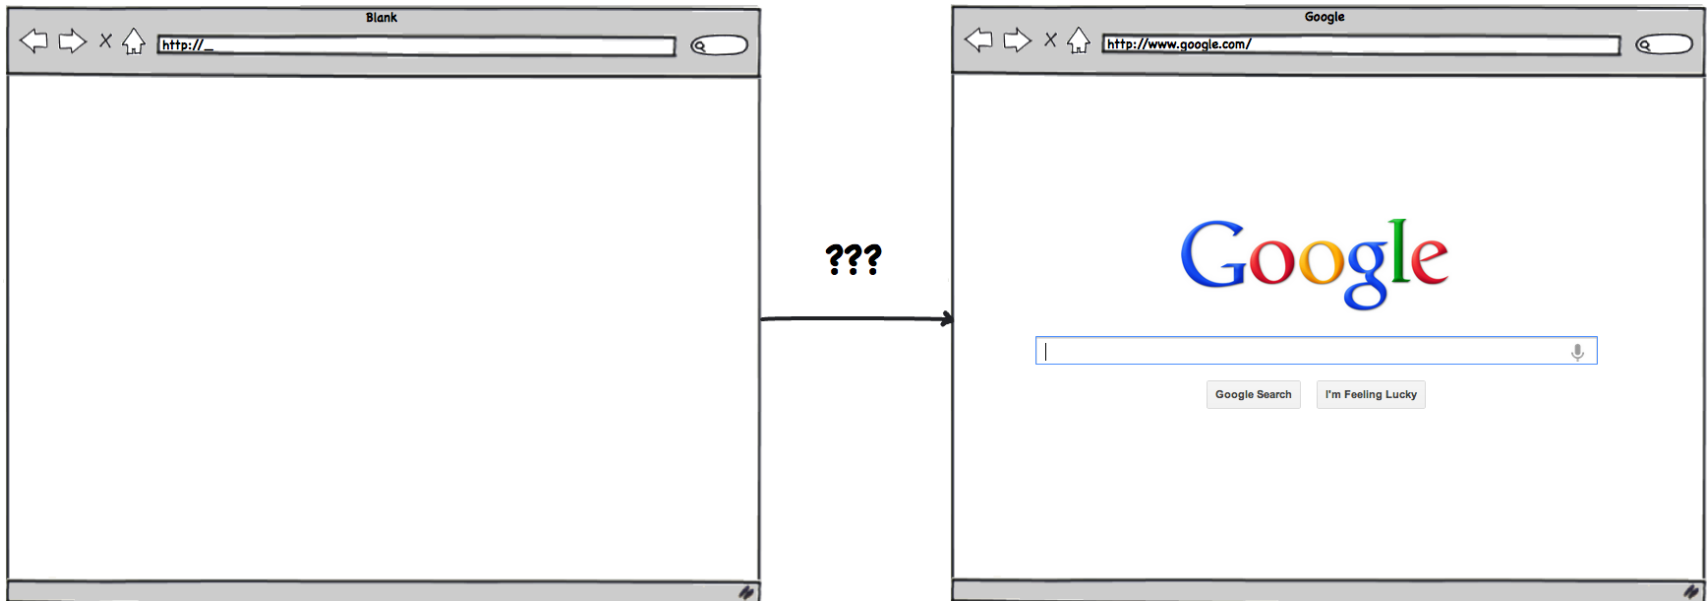 Blank
http://_
???
Google
http://www.google.com/
Google
Google Search
I'm Feeling Lucky